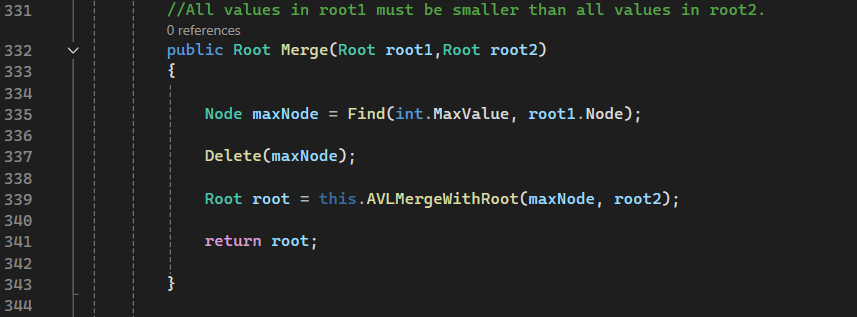 331 //All values in root1 must be smaller than all values in root2.
0 references
332 public Root Merge(Root root1,Root root2)
333 {
334
335 Node maxNode = Find(int.MaxValue, root1.Node);
336
337 Delete(maxNode);
338
339 Root root = this.AVLMergeWithRoot(maxNode, root2);
340
341 return root;
342
343 }
344